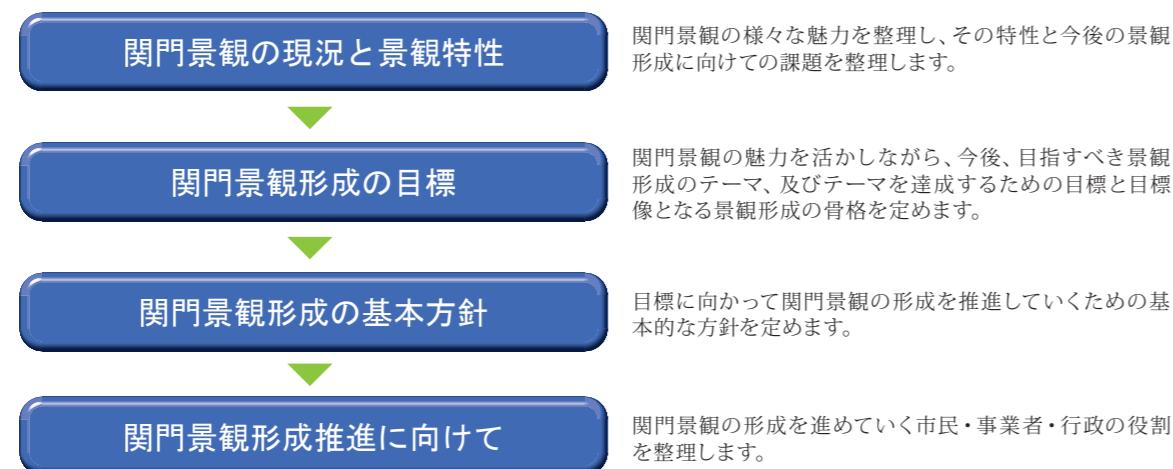 関門景観の現況と景観特性
関門景観の様々な魅力を整理し、その特性と今後の景観
形成に向けての課題を整理します。
関門景観形成の目標
関門景観の魅力を活かしながら、今後、目指すべき景観
形成のテーマ、及びテーマを達成するための目標と目標
像となる景観形成の骨格を定めます。
関門景観形成の基本方針
目標に向かって関門景観の形成を推進していくための基
本的な方針を定めます。
関門景観形成推進に向けて
関門景観の形成を進めていく市民・事業者・行政の役割
を整理します。